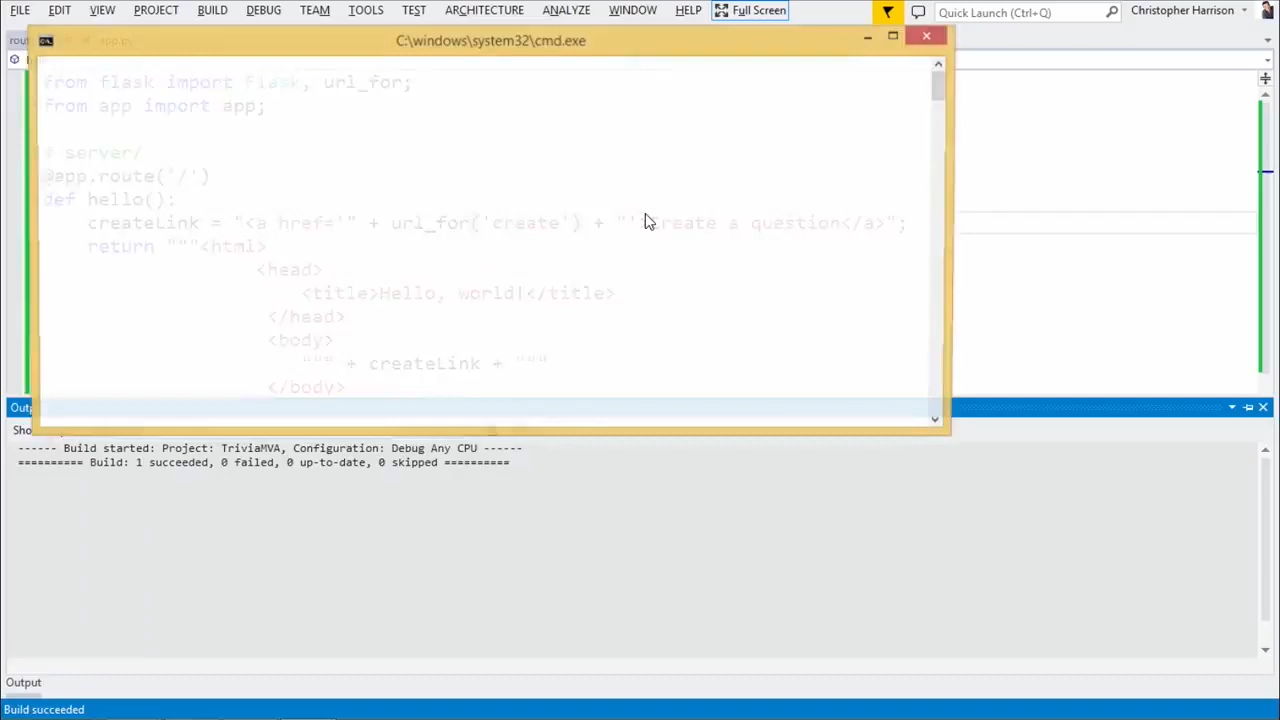 FILE EDIT VIEW PROJECT BUILD DEBUG TEAM TOOLS TEST ARCHITECTURE ANALYZE WINDOW HELP Full Screen Quick Launch (Ctrl+Q) Christopher Harrison
C:\windows\system32\cmd.exe
from flask import Flask, url_for;
from app import app;
# server/
@app.route('/')
def hello():
createLink = "<a href='" + url_for('create') + "'>Create a question</a>";
return """<html>
<head>
<title>Hello, world!</title>
</head>
<body>
""" + createLink + """
</body>
------ Build started: Project: TriviaMVA, Configuration: Debug Any CPU ------
========== Build: 1 succeeded, 0 failed, 0 up-to-date, 0 skipped ==========
Output
Build succeeded